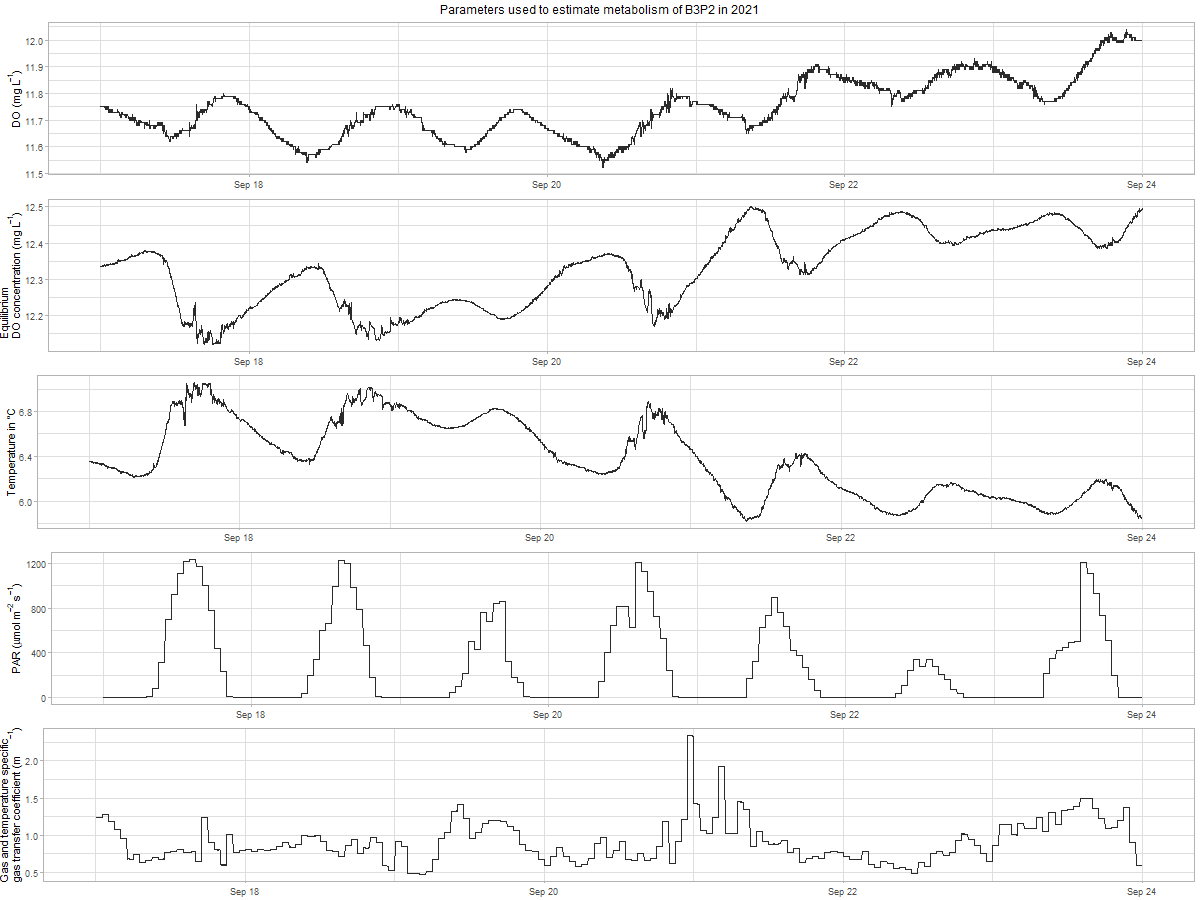 Parameters used to estimate metabolism of B3P2 in 2021
DO (mg L⁻¹)
12.0
11.9
11.8
11.7
11.6
11.5
Sep 18 Sep 20 Sep 22 Sep 24
Equilibrium
DO concentration (mg L⁻¹)
12.5
12.4
12.3
12.2
Sep 18 Sep 20 Sep 22 Sep 24
Temperature in °C
6.8
6.4
6.0
Sep 18 Sep 20 Sep 22 Sep 24
PAR (umol m⁻² s⁻¹)
1200
800
400
0
Sep 18 Sep 20 Sep 22 Sep 24
Gas and temperature specific
gas transfer coefficient (m⁻¹)
2.0
1.5
1.0
0.5
Sep 18 Sep 20 Sep 22 Sep 24